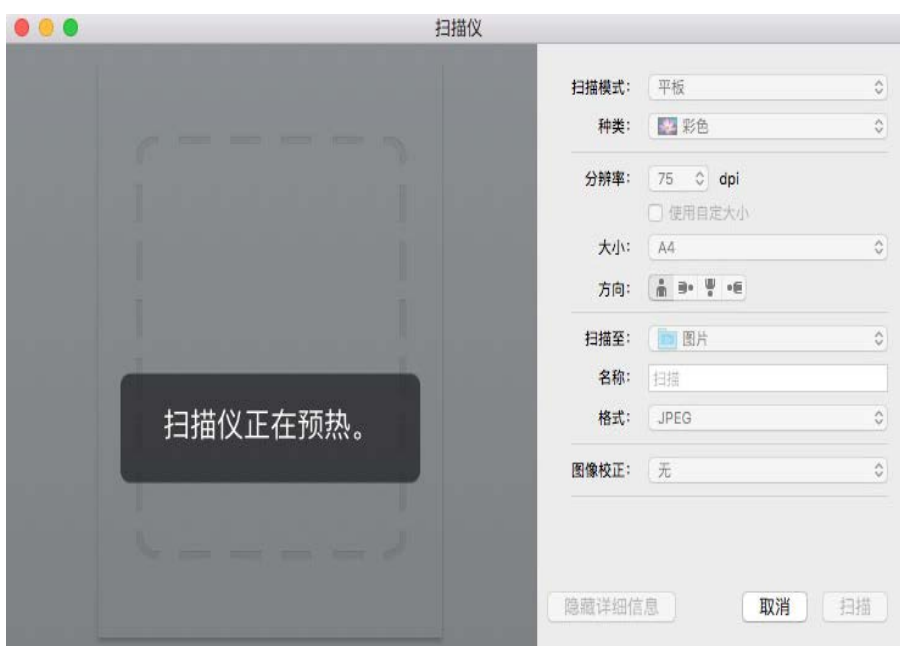 扫描仪
扫描模式： 平板
种类： 彩色
分辨率： 75 dpi
使用自定大小
大小： A4
方向：
扫描至： 图片
名称： 扫描
格式： JPEG
图像校正： 无
扫描仪正在预热。
隐藏详细信息 取消 扫描